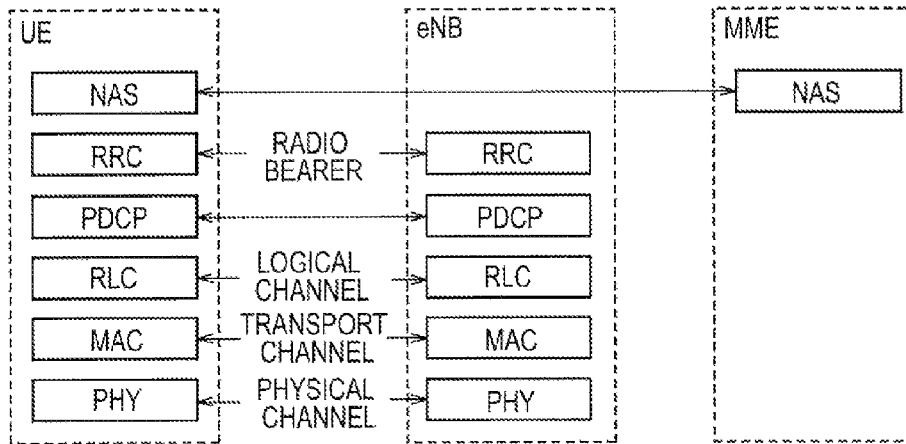 UE
eNB
MME
NAS
NAS
RRC
RADIO
BEARER
RRC
PDCP
PDCP
RLC
LOGICAL
CHANNEL
RLC
MAC
TRANSPORT
CHANNEL
MAC
PHY
PHYSICAL
CHANNEL
PHY